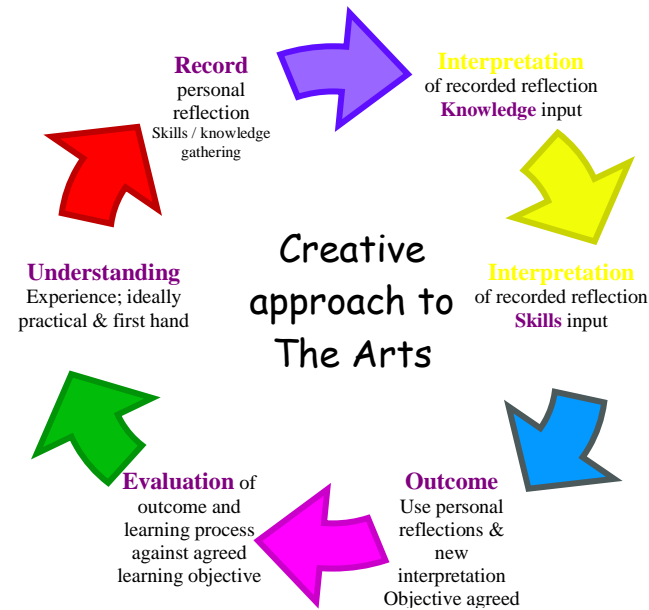 Record
personal
reflection
Skills / knowledge
gathering
Interpretation
of recorded reflection
Knowledge input
Interpretation
of recorded reflection
Skills input
Outcome
Use personal
reflections &
new
interpretation
Objective agreed
Evaluation of
outcome and
learning process
against agreed
learning objective
Understanding
Experience; ideally
practical & first hand
Creative
approach to
The Arts